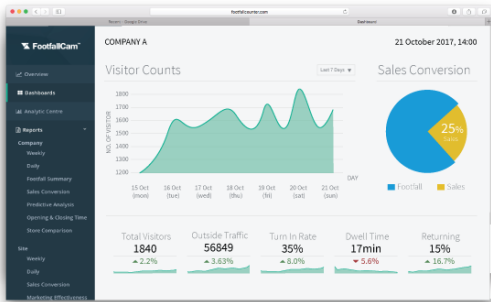 footfallcounter.com
Dashboard
FootfallCam™
COMPANY A
21 October 2017, 14:00
Overview
Dashboards
Analytic Centre
Reports
Company
Weekly
Daily
Footfall Summary
Sales Conversion
Predictive Analysis
Opening & Closing Time
Store Comparison
Site
Weekly
Daily
Sales Conversion
Marketing Effectiveness
Visitor Counts
Last 7 Days
NO. OF VISITOR
1800
1700
1600
1500
1400
1300
1200
DAY
15 Oct (mon)
16 Oct (tue)
17 Oct (wed)
18 Oct (thu)
19 Oct (fri)
20 Oct (sat)
21 Oct (sun)
Sales Conversion
25%
Sales
Footfall
Sales
Total Visitors
1840
2.2%
Outside Traffic
56849
3.63%
Turn In Rate
35%
8.0%
Dwell Time
17min
5.6%
Returning
15%
16.7%